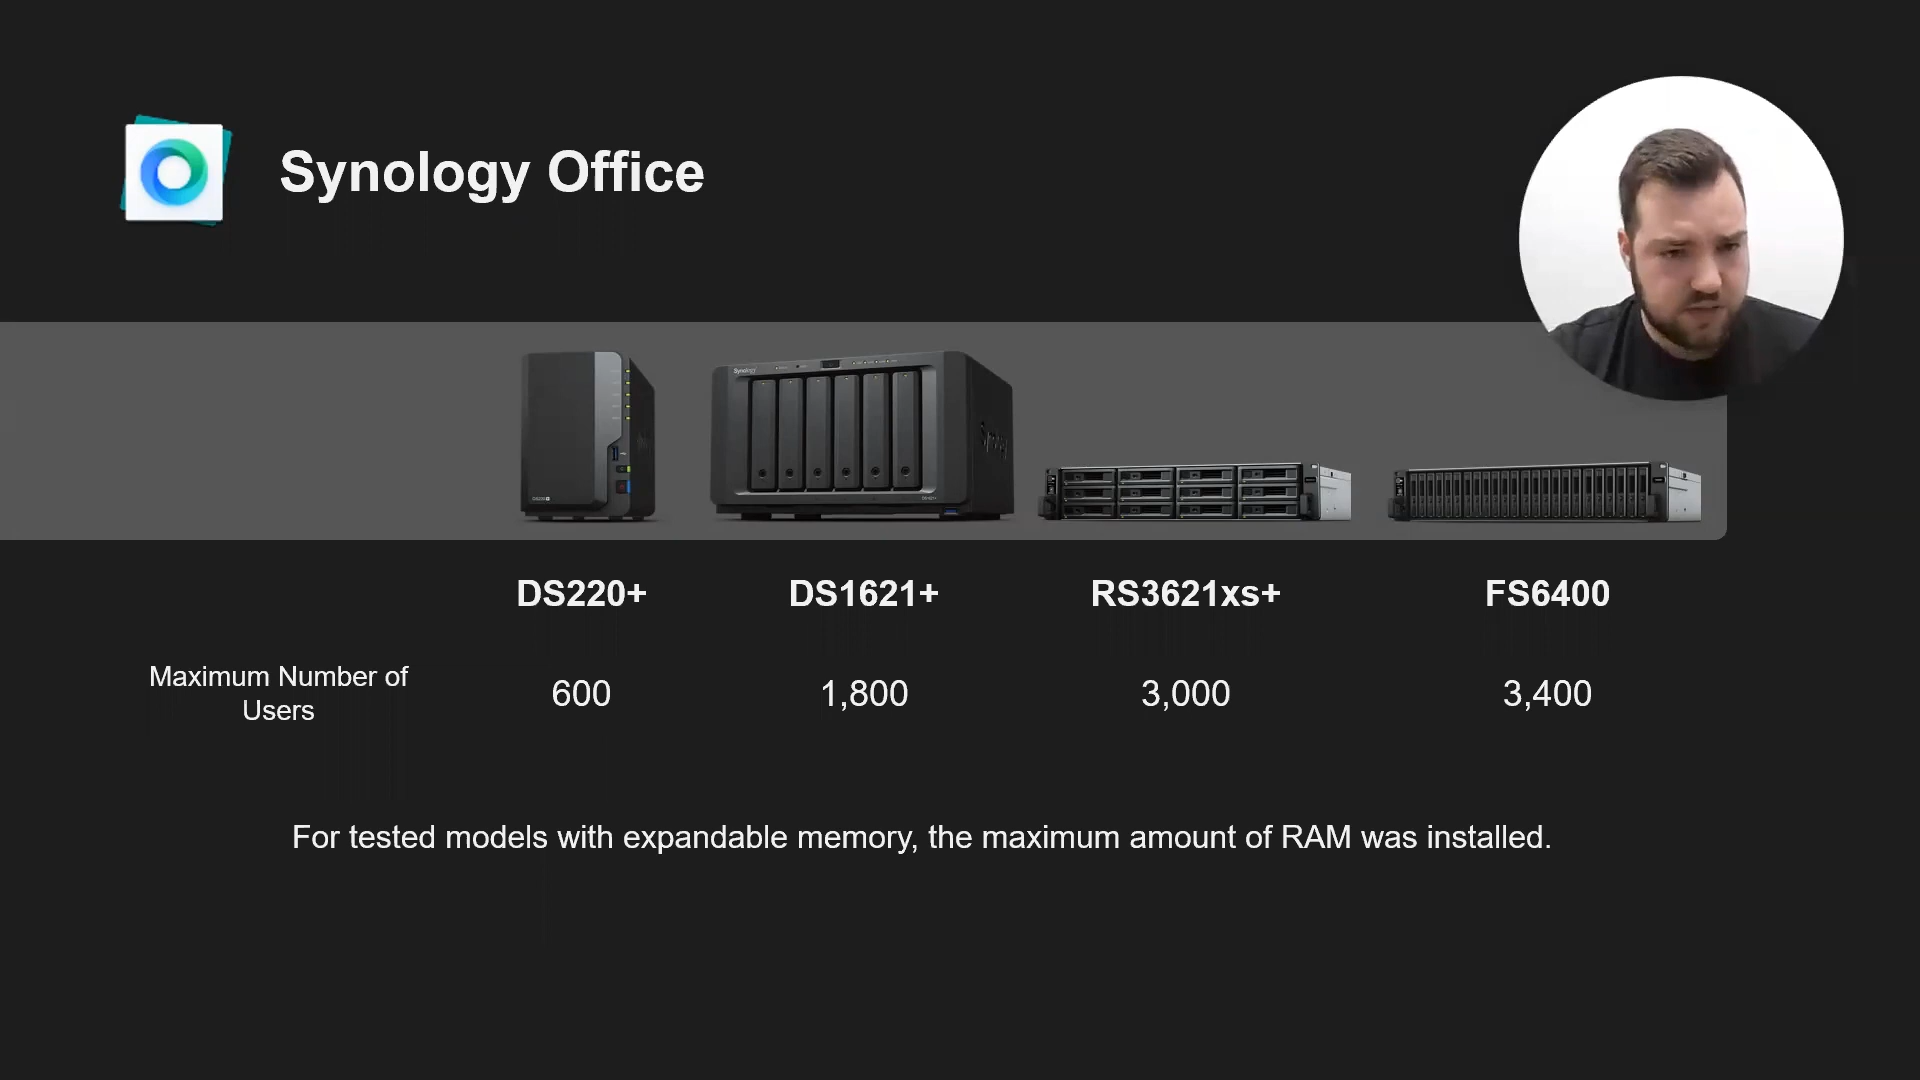 Synology Office
Synology
DS220+ DS1621+ RS3621xs+ FS6400
Maximum Number of
Users
600 1,800 3,000 3,400
For tested models with expandable memory, the maximum amount of RAM was installed.